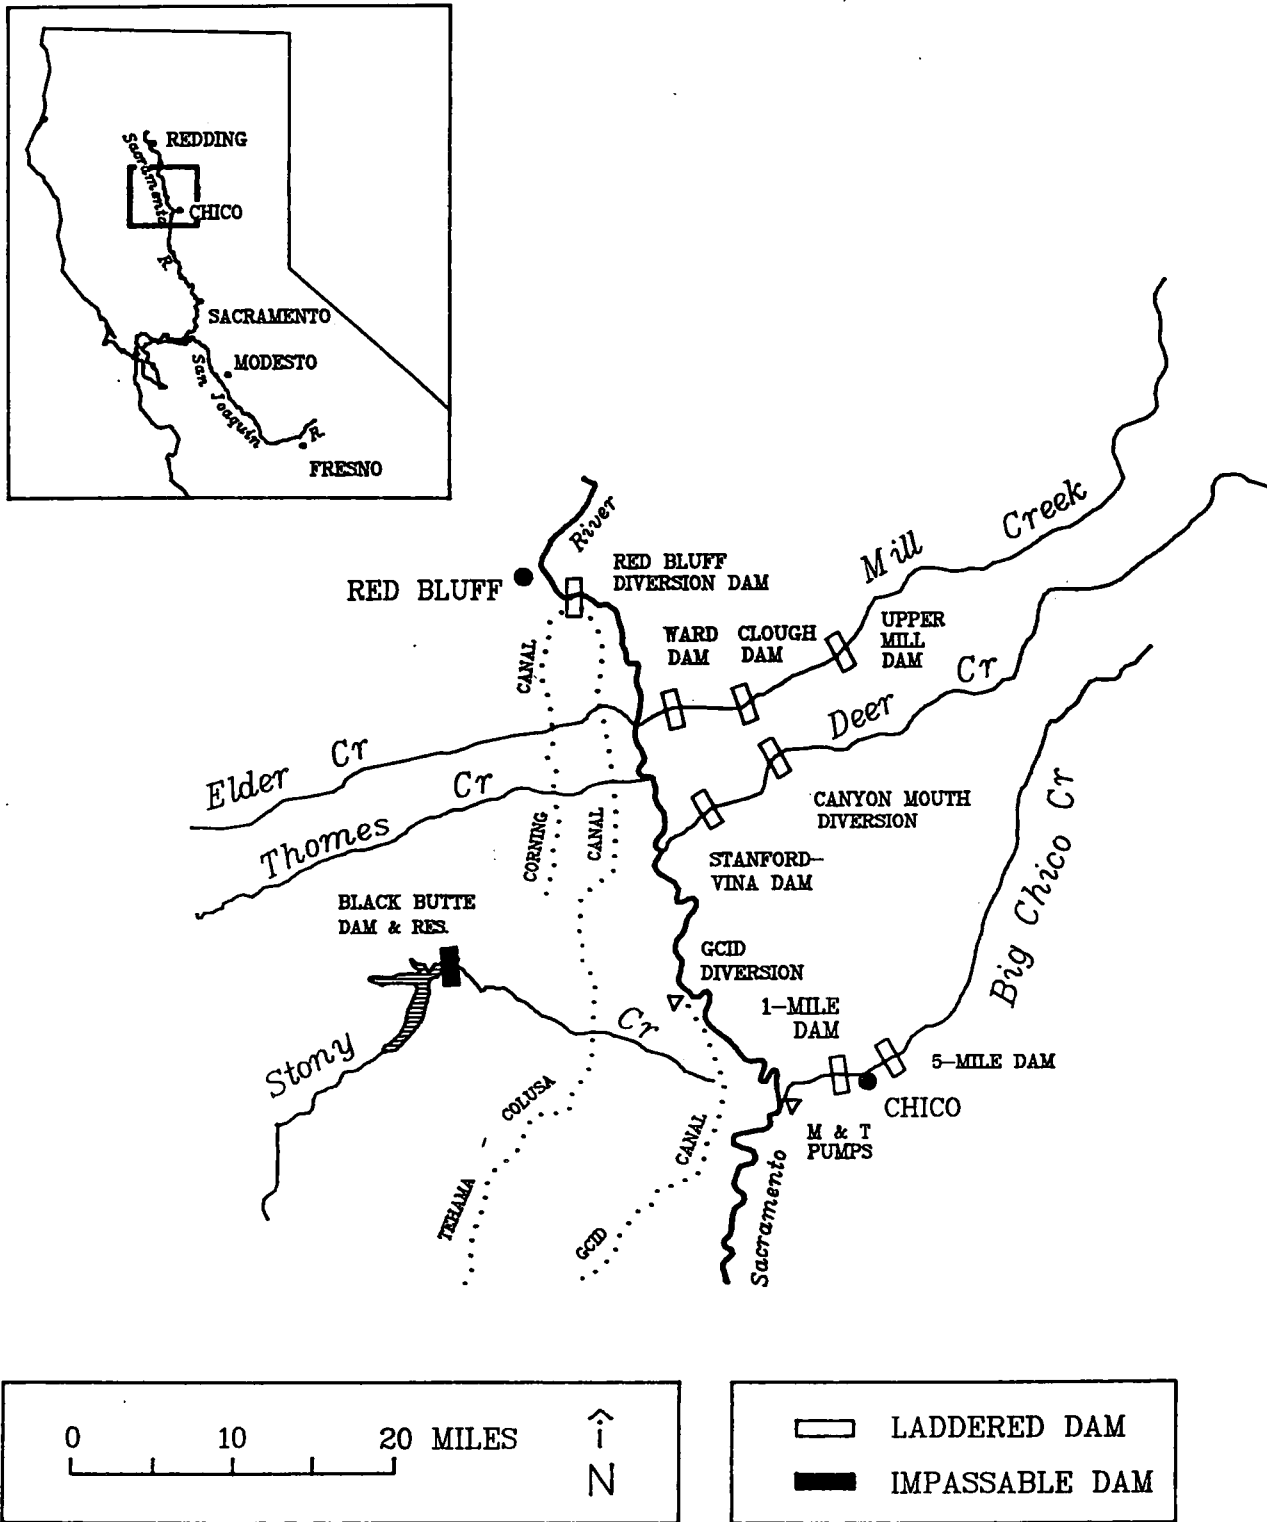 REDDING
Sacramento
CHICO
R.
SACRAMENTO
MODESTO
San Joaquin
R.
FRESNO
River
RED BLUFF
RED BLUFF
DIVERSION DAM
Mill Creek
WARD
DAM
CLOUGH
DAM
UPPER
MILL
DAM
CANAL
Elder Cr
Deer Cr
Thomes Cr
CORNING
CANAL
CANYON MOUTH
DIVERSION
STANFORD-
VINA DAM
Big Chico Cr
BLACK BUTTE
DAM & RES.
GCID
DIVERSION
1-MILE
DAM
Stony Cr
5-MILE DAM
CHICO
COLUSA
CANAL
M & T
PUMPS
TEHAMA
GCID
Sacramento
0 10 20 MILES
N
LADDERED DAM
IMPASSABLE DAM